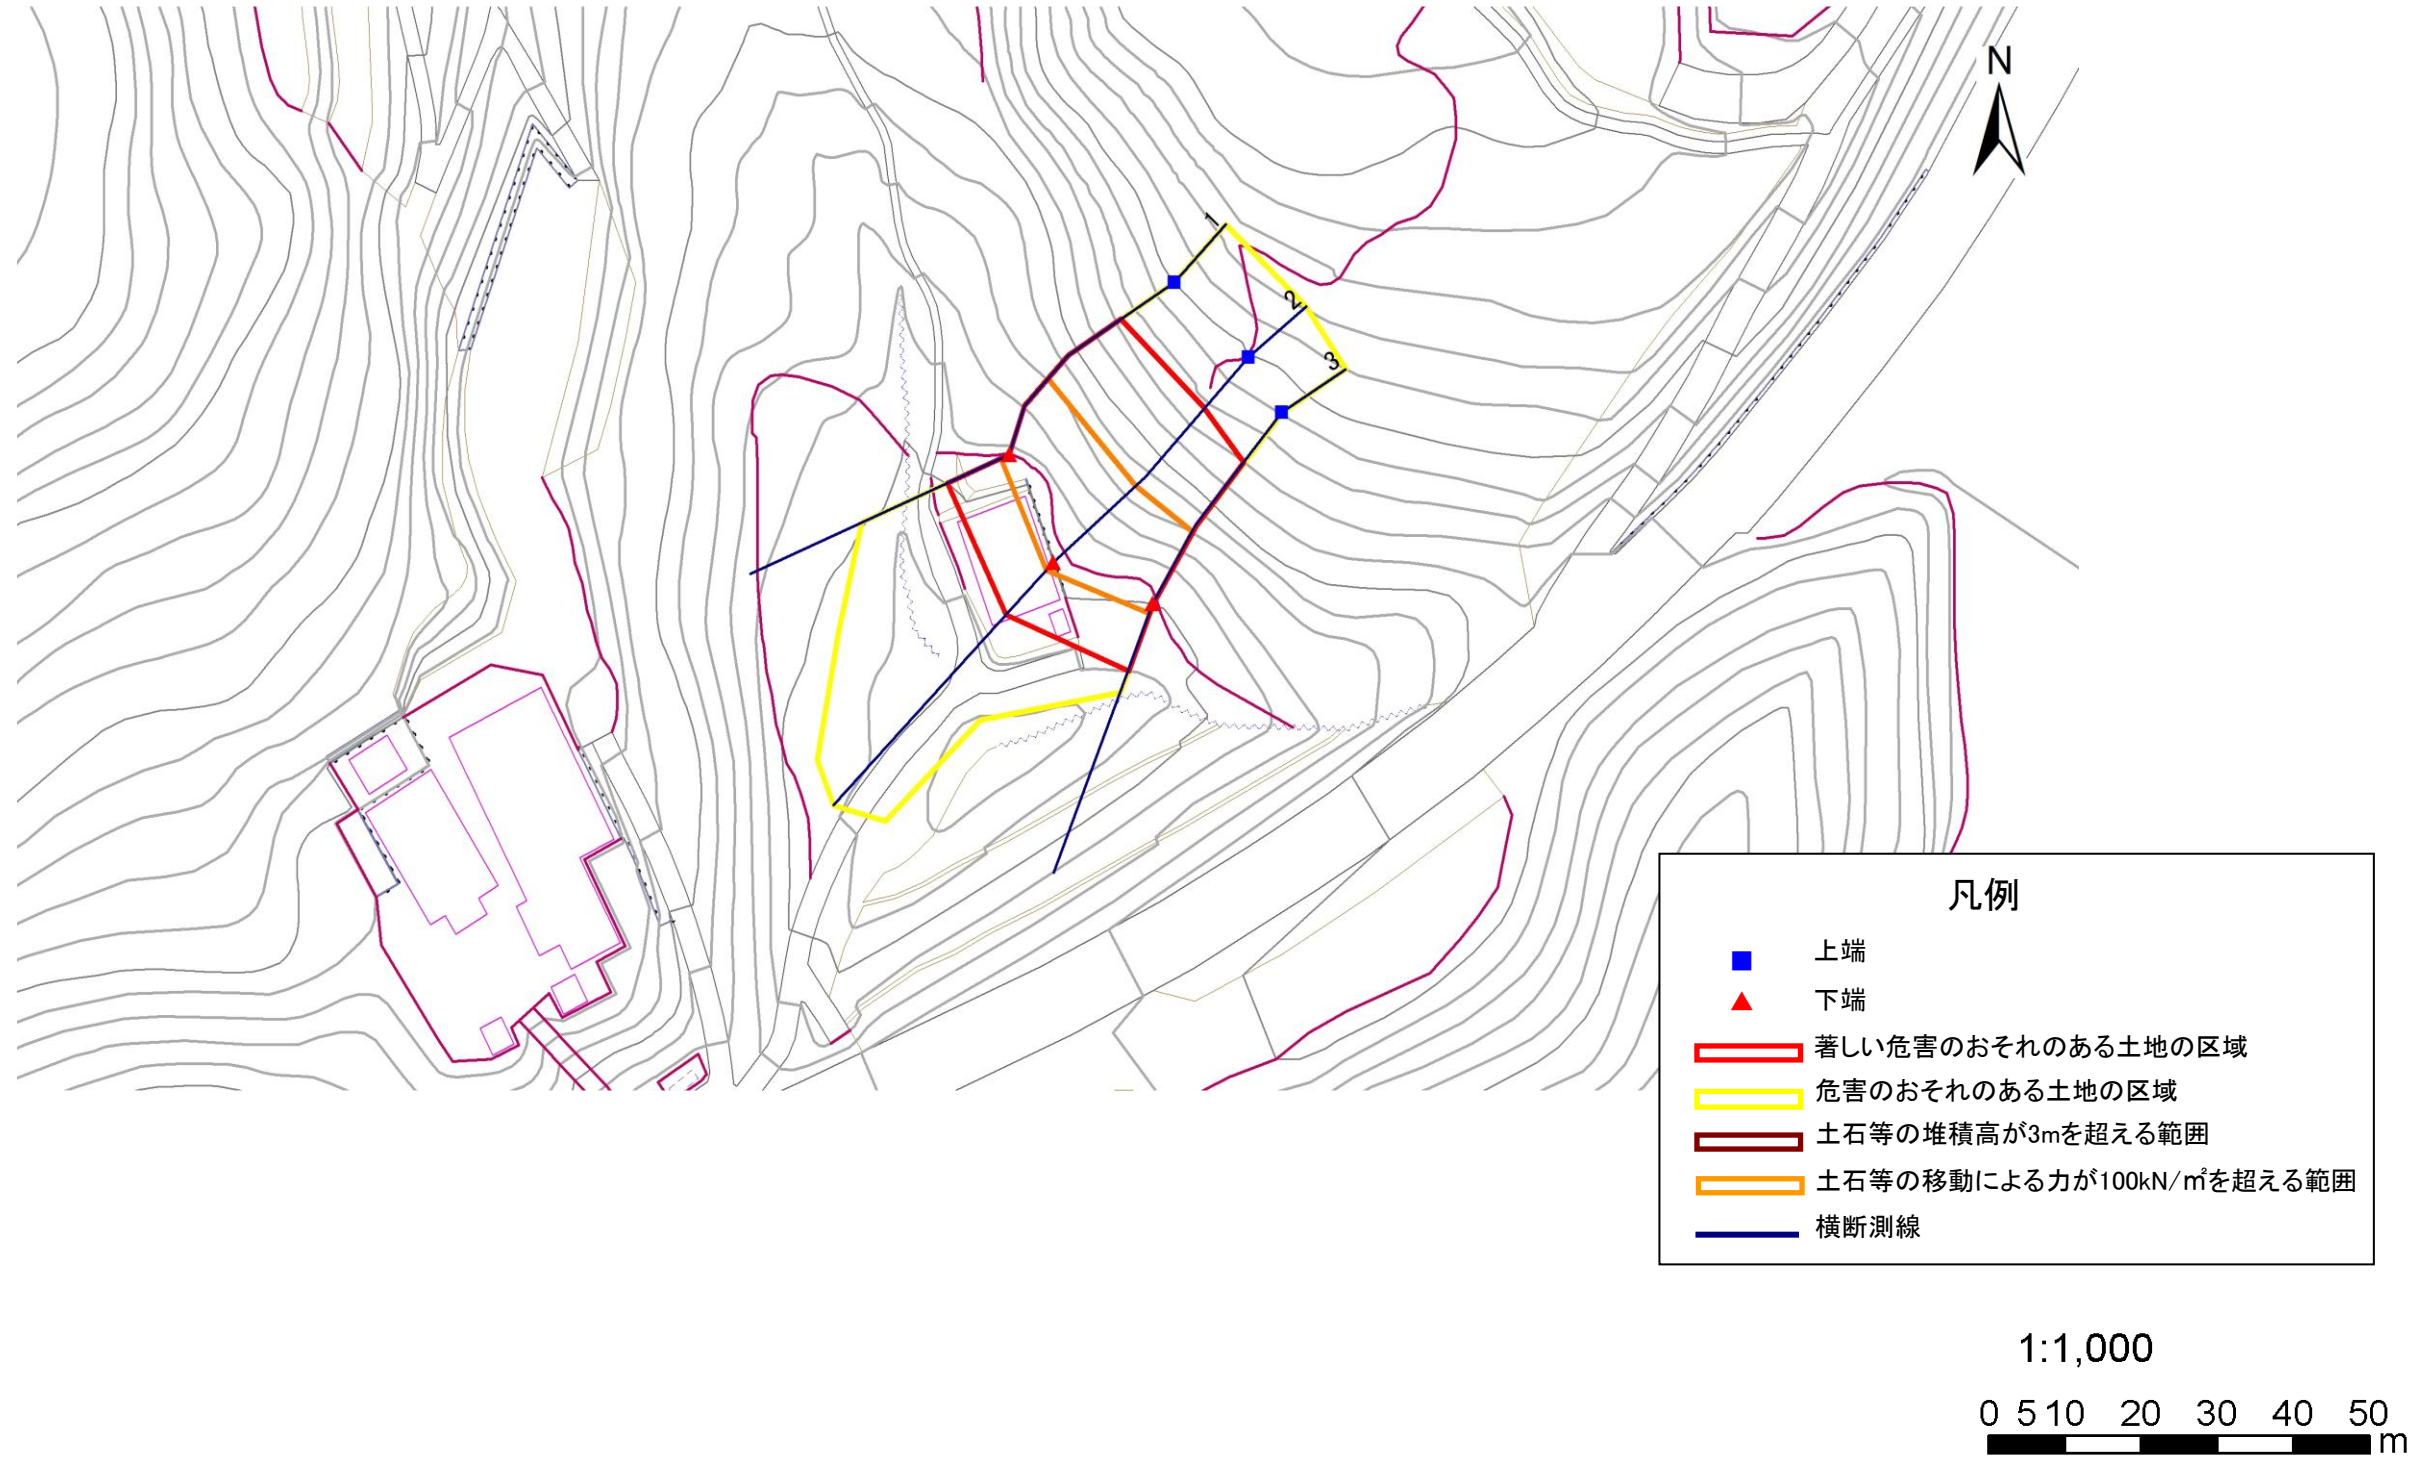 N
1
2
3
凡例
上端
下端
著しい危害のおそれのある土地の区域
危害のおそれのある土地の区域
土石等の堆積高が3mを超える範囲
土石等の移動による力が100kN/㎡を超える範囲
横断測線
1:1,000
0 5 10 20 30 40 50
m